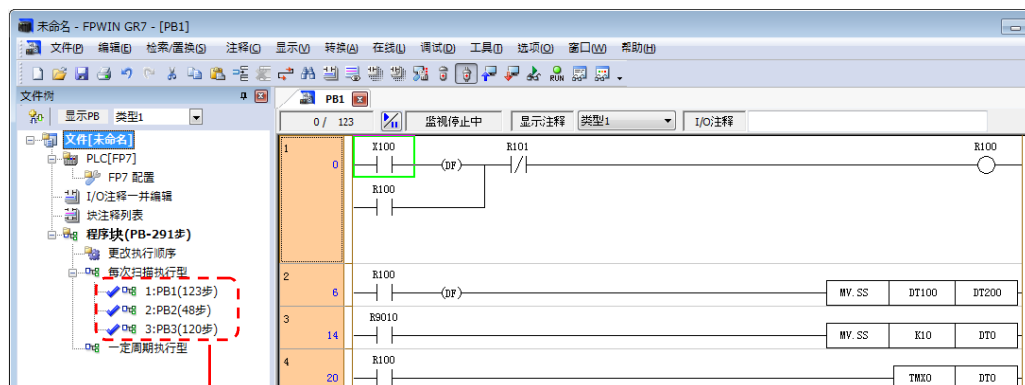 未命名 - FPWIN GR7 - [PB1]
文件(F) 编辑(E) 检索/置换(S) 注释(C) 显示(V) 转换(A) 在线(L) 调试(D) 工具(T) 选项(O) 窗口(W) 帮助(H)
RUN
文件树
显示PB 类型1
文件[未命名]
PLC[FP7]
FP7 配置
I/O注释一并编辑
块注释列表
程序块(PB-291步)
更改执行顺序
每次扫描执行型
1:PB1(123步)
2:PB2(48步)
3:PB3(120步)
一定周期执行型
PB1
0 / 123 监视停止中 显示注释 类型1 I/O注释
1 X100 R101 R100
0 (DF)
R100
2 R100
6 (DF) MV.SS DT100 DT200
3 R9010
14 MV.SS K10 DT0
4 R100
20 TMX0 DT0